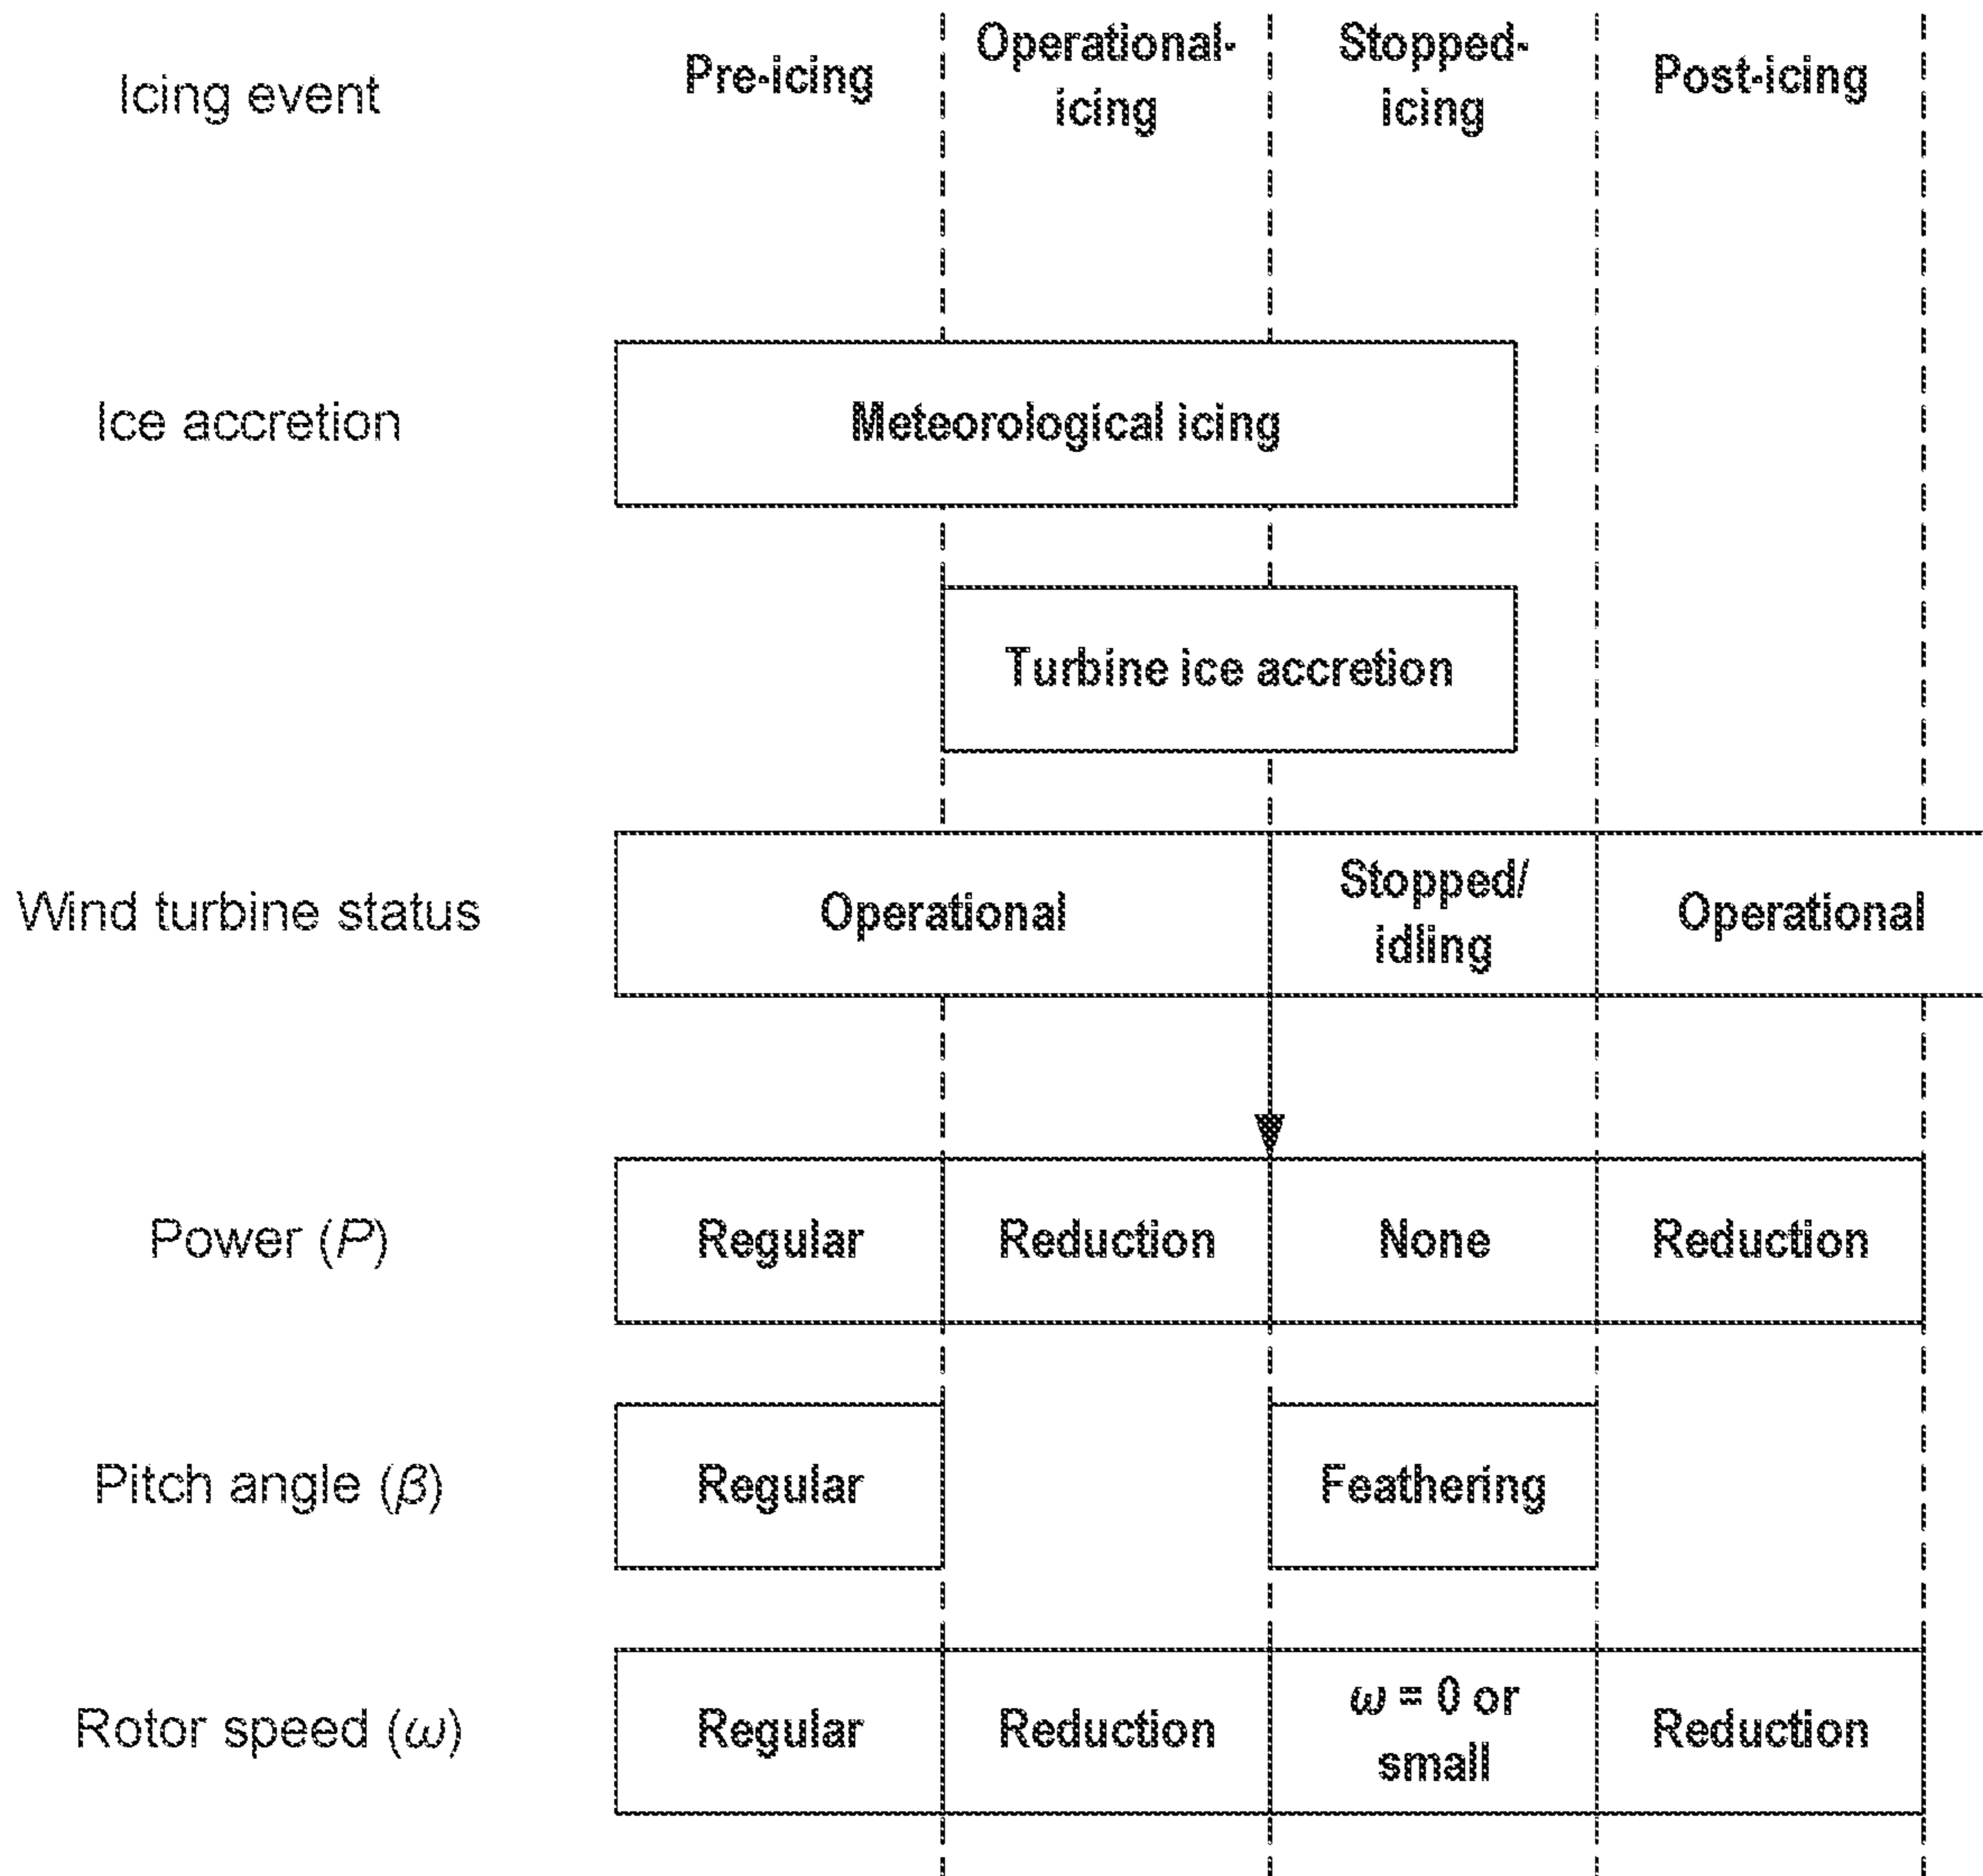 Icing event
Pre-icing
Operational-
icing
Stopped-
icing
Post-icing
Ice accretion
Meteorological icing
Turbine ice accretion
Wind turbine status
Operational
Stopped/
idling
Operational
Power (P)
Regular
Reduction
None
Reduction
Pitch angle (β)
Regular
Feathering
Rotor speed (ω)
Regular
Reduction
ω = 0 or
small
Reduction